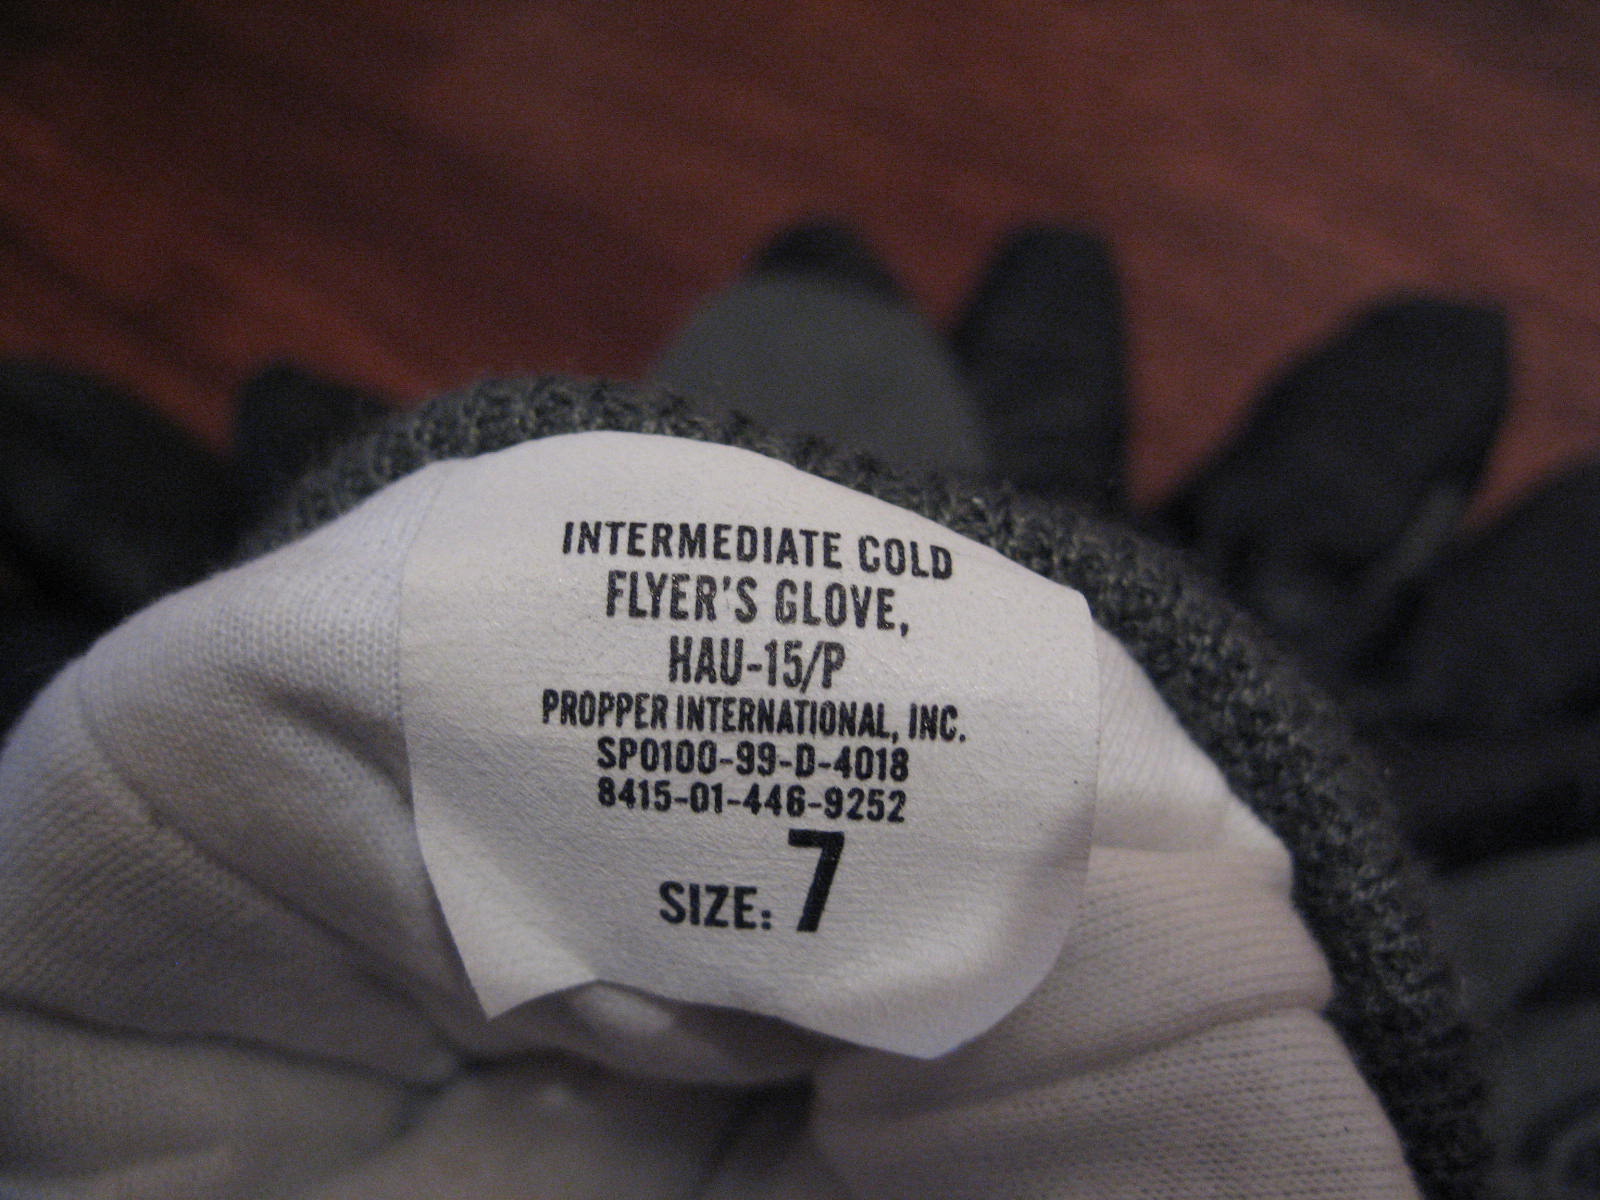 INTERMEDIATE COLD
FLYER'S GLOVE,
HAU-15/P
PROPPER INTERNATIONAL, INC.
SP0100-99-D-4018
8415-01-446-9252
SIZE: 7